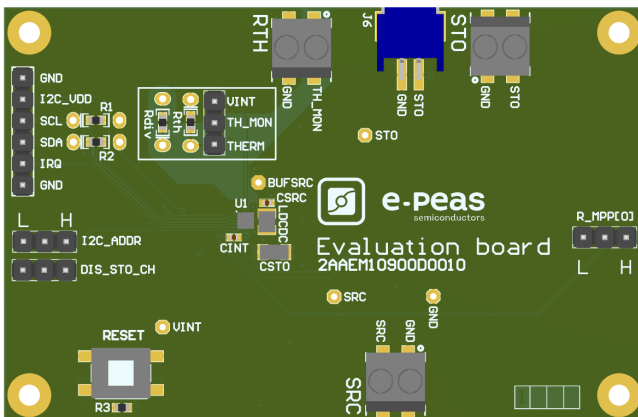 RTH
J6
STO
GND
TH_MON
GND
STO
GND
STO
GND
I2C_VDD
SCL
SDA
IRQ
GND
R1
R2
Rdiv
Rth
VINT
TH_MON
THERM
STO
BUFSRC
CSRC
U1
LDCDC
CINT
CSTO
e-peas
semiconductors
Evaluation board
2AAEM10900D0010
L H
I2C_ADDR
DIS_STO_CH
R_MPP[0]
L H
SRC
GND
VINT
RESET
R3
SRC
GND
SRC